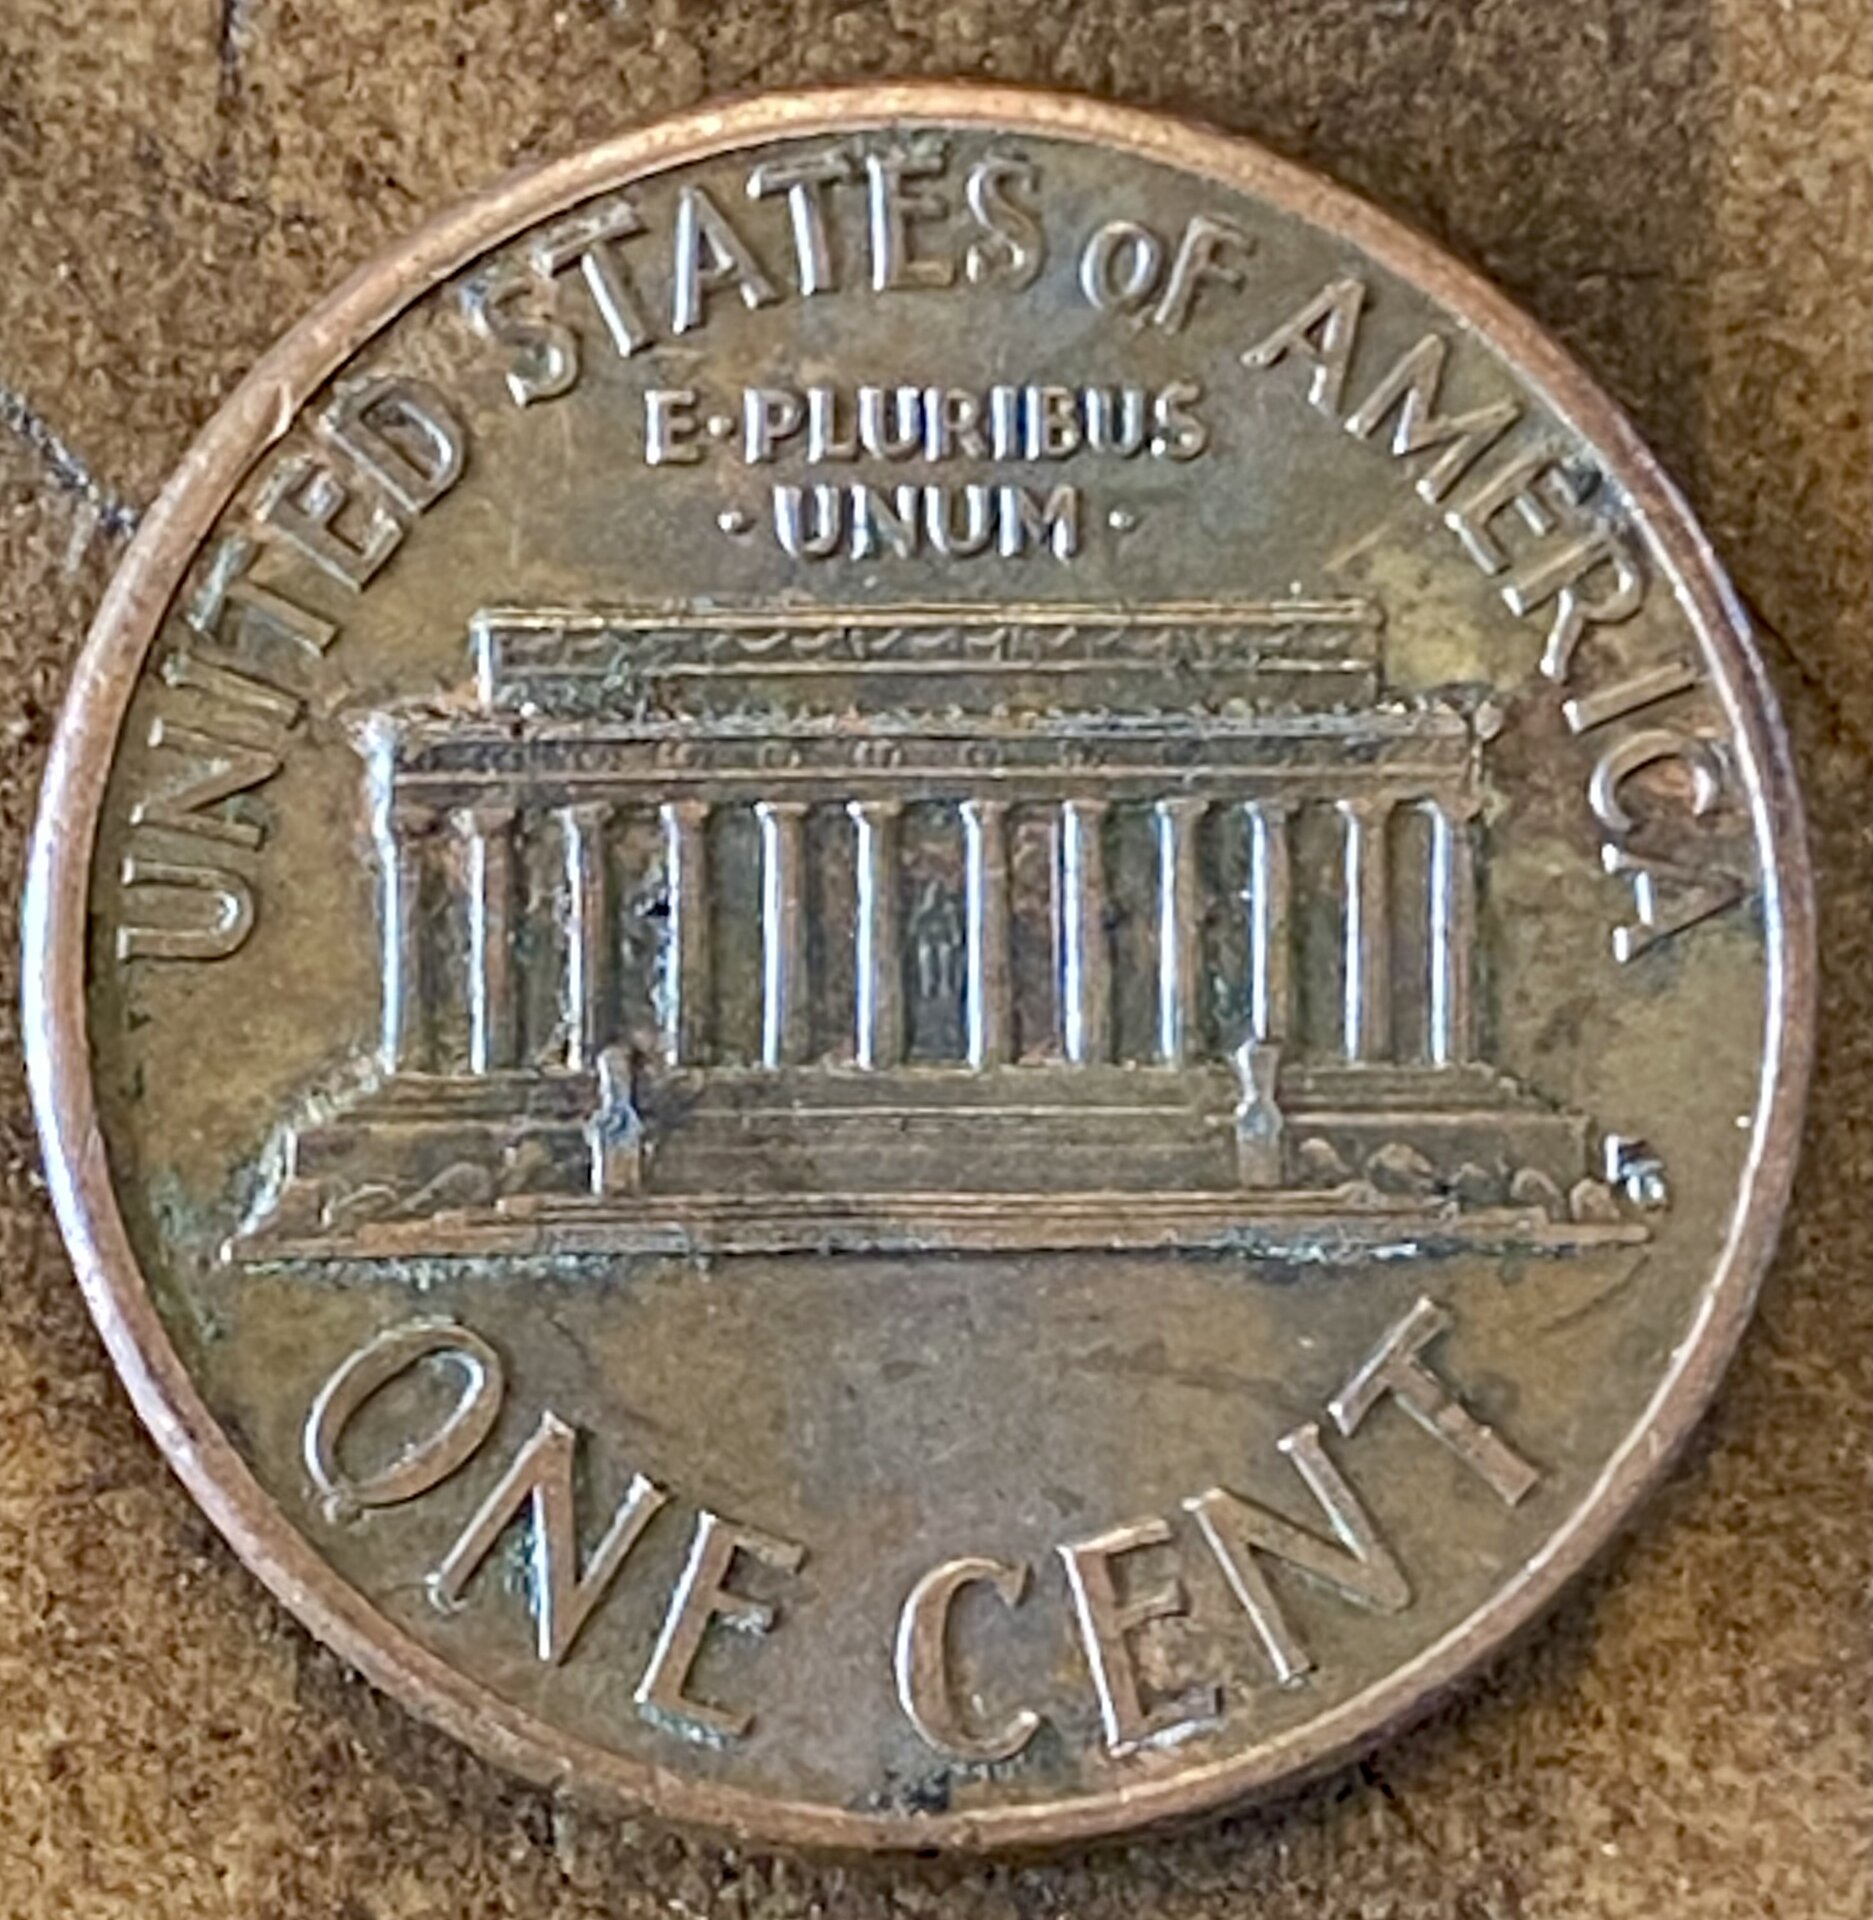 UNITED STATES OF AMERICA
E·PLURIBUS
·UNUM·
ONE CENT